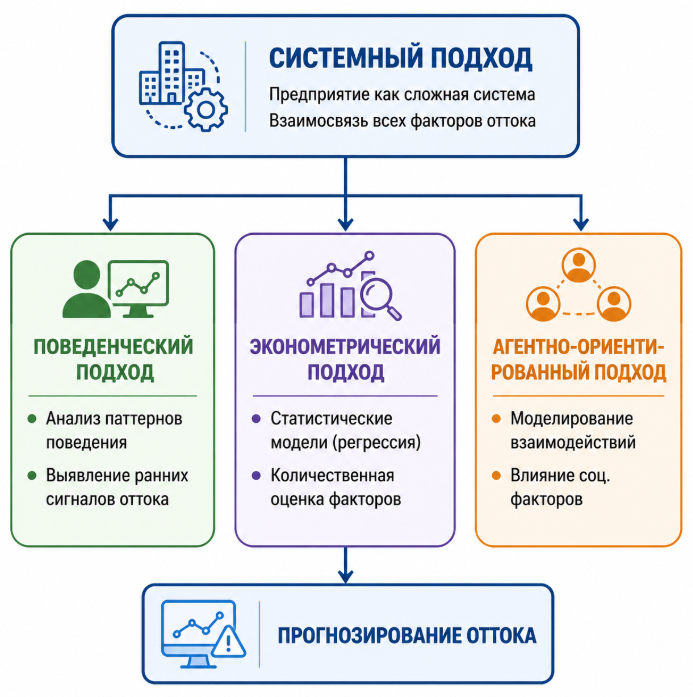 СИСТЕМНЫЙ ПОДХОД
Предприятие как сложная система
Взаимосвязь всех факторов оттока
ПОВЕДЕНЧЕСКИЙ
ПОДХОД
• Анализ паттернов
поведения
• Выявление ранних
сигналов оттока
ЭКОНОМЕТРИЧЕСКИЙ
ПОДХОД
• Статистические
модели (регрессия)
• Количественная
оценка факторов
АГЕНТНО-ОРИЕНТИ-
РОВАННЫЙ ПОДХОД
• Моделирование
взаимодействий
• Влияние соц.
факторов
ПРОГНОЗИРОВАНИЕ ОТТОКА